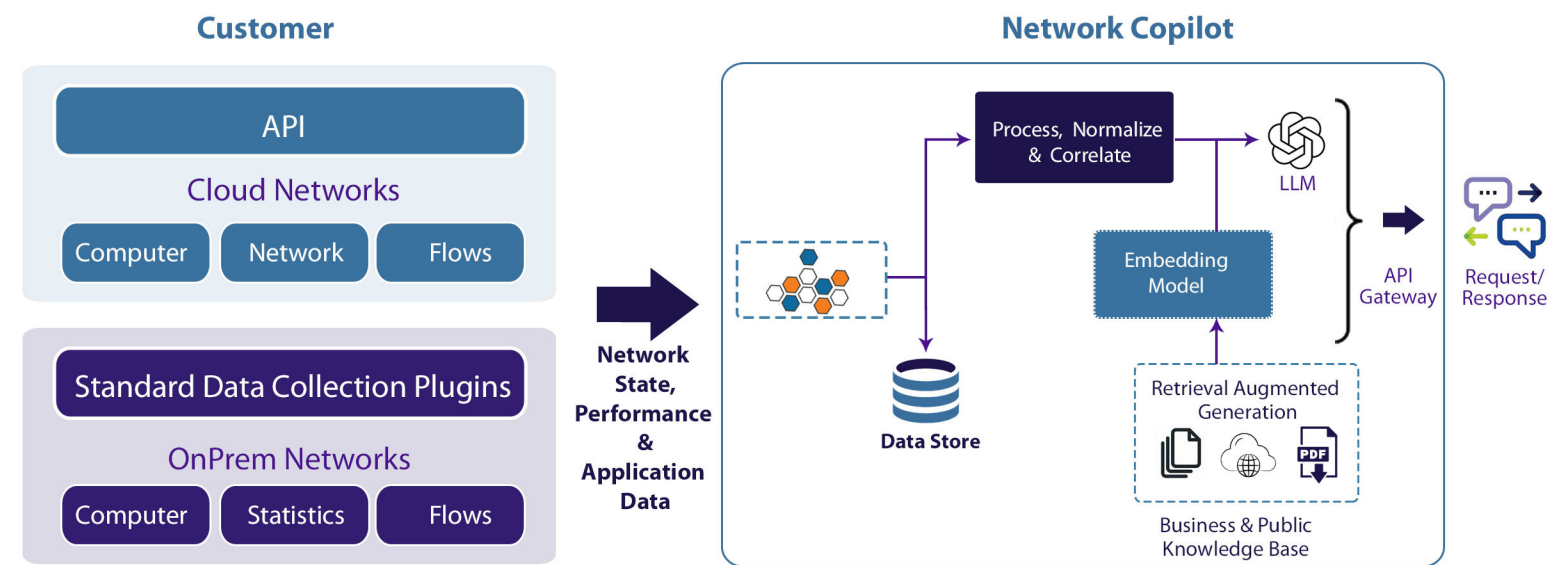 Customer
API
Cloud Networks
Computer
Network
Flows
Standard Data Collection Plugins
OnPrem Networks
Computer
Statistics
Flows
Network
State,
Performance
&
Application
Data
Network Copilot
Process, Normalize
& Correlate
LLM
Embedding
Model
Data Store
Retrieval Augmented
Generation
PDF
Business & Public
Knowledge Base
API
Gateway
Request/
Response